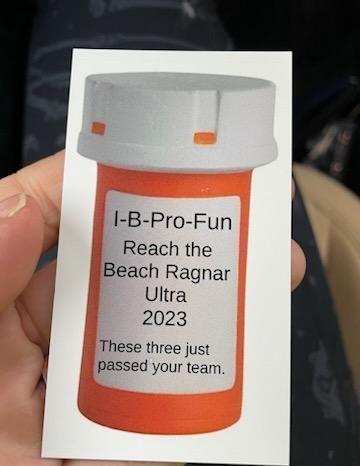 I-B-Pro-Fun
Reach the
Beach Ragnar
Ultra
2023
These three just
passed your team.